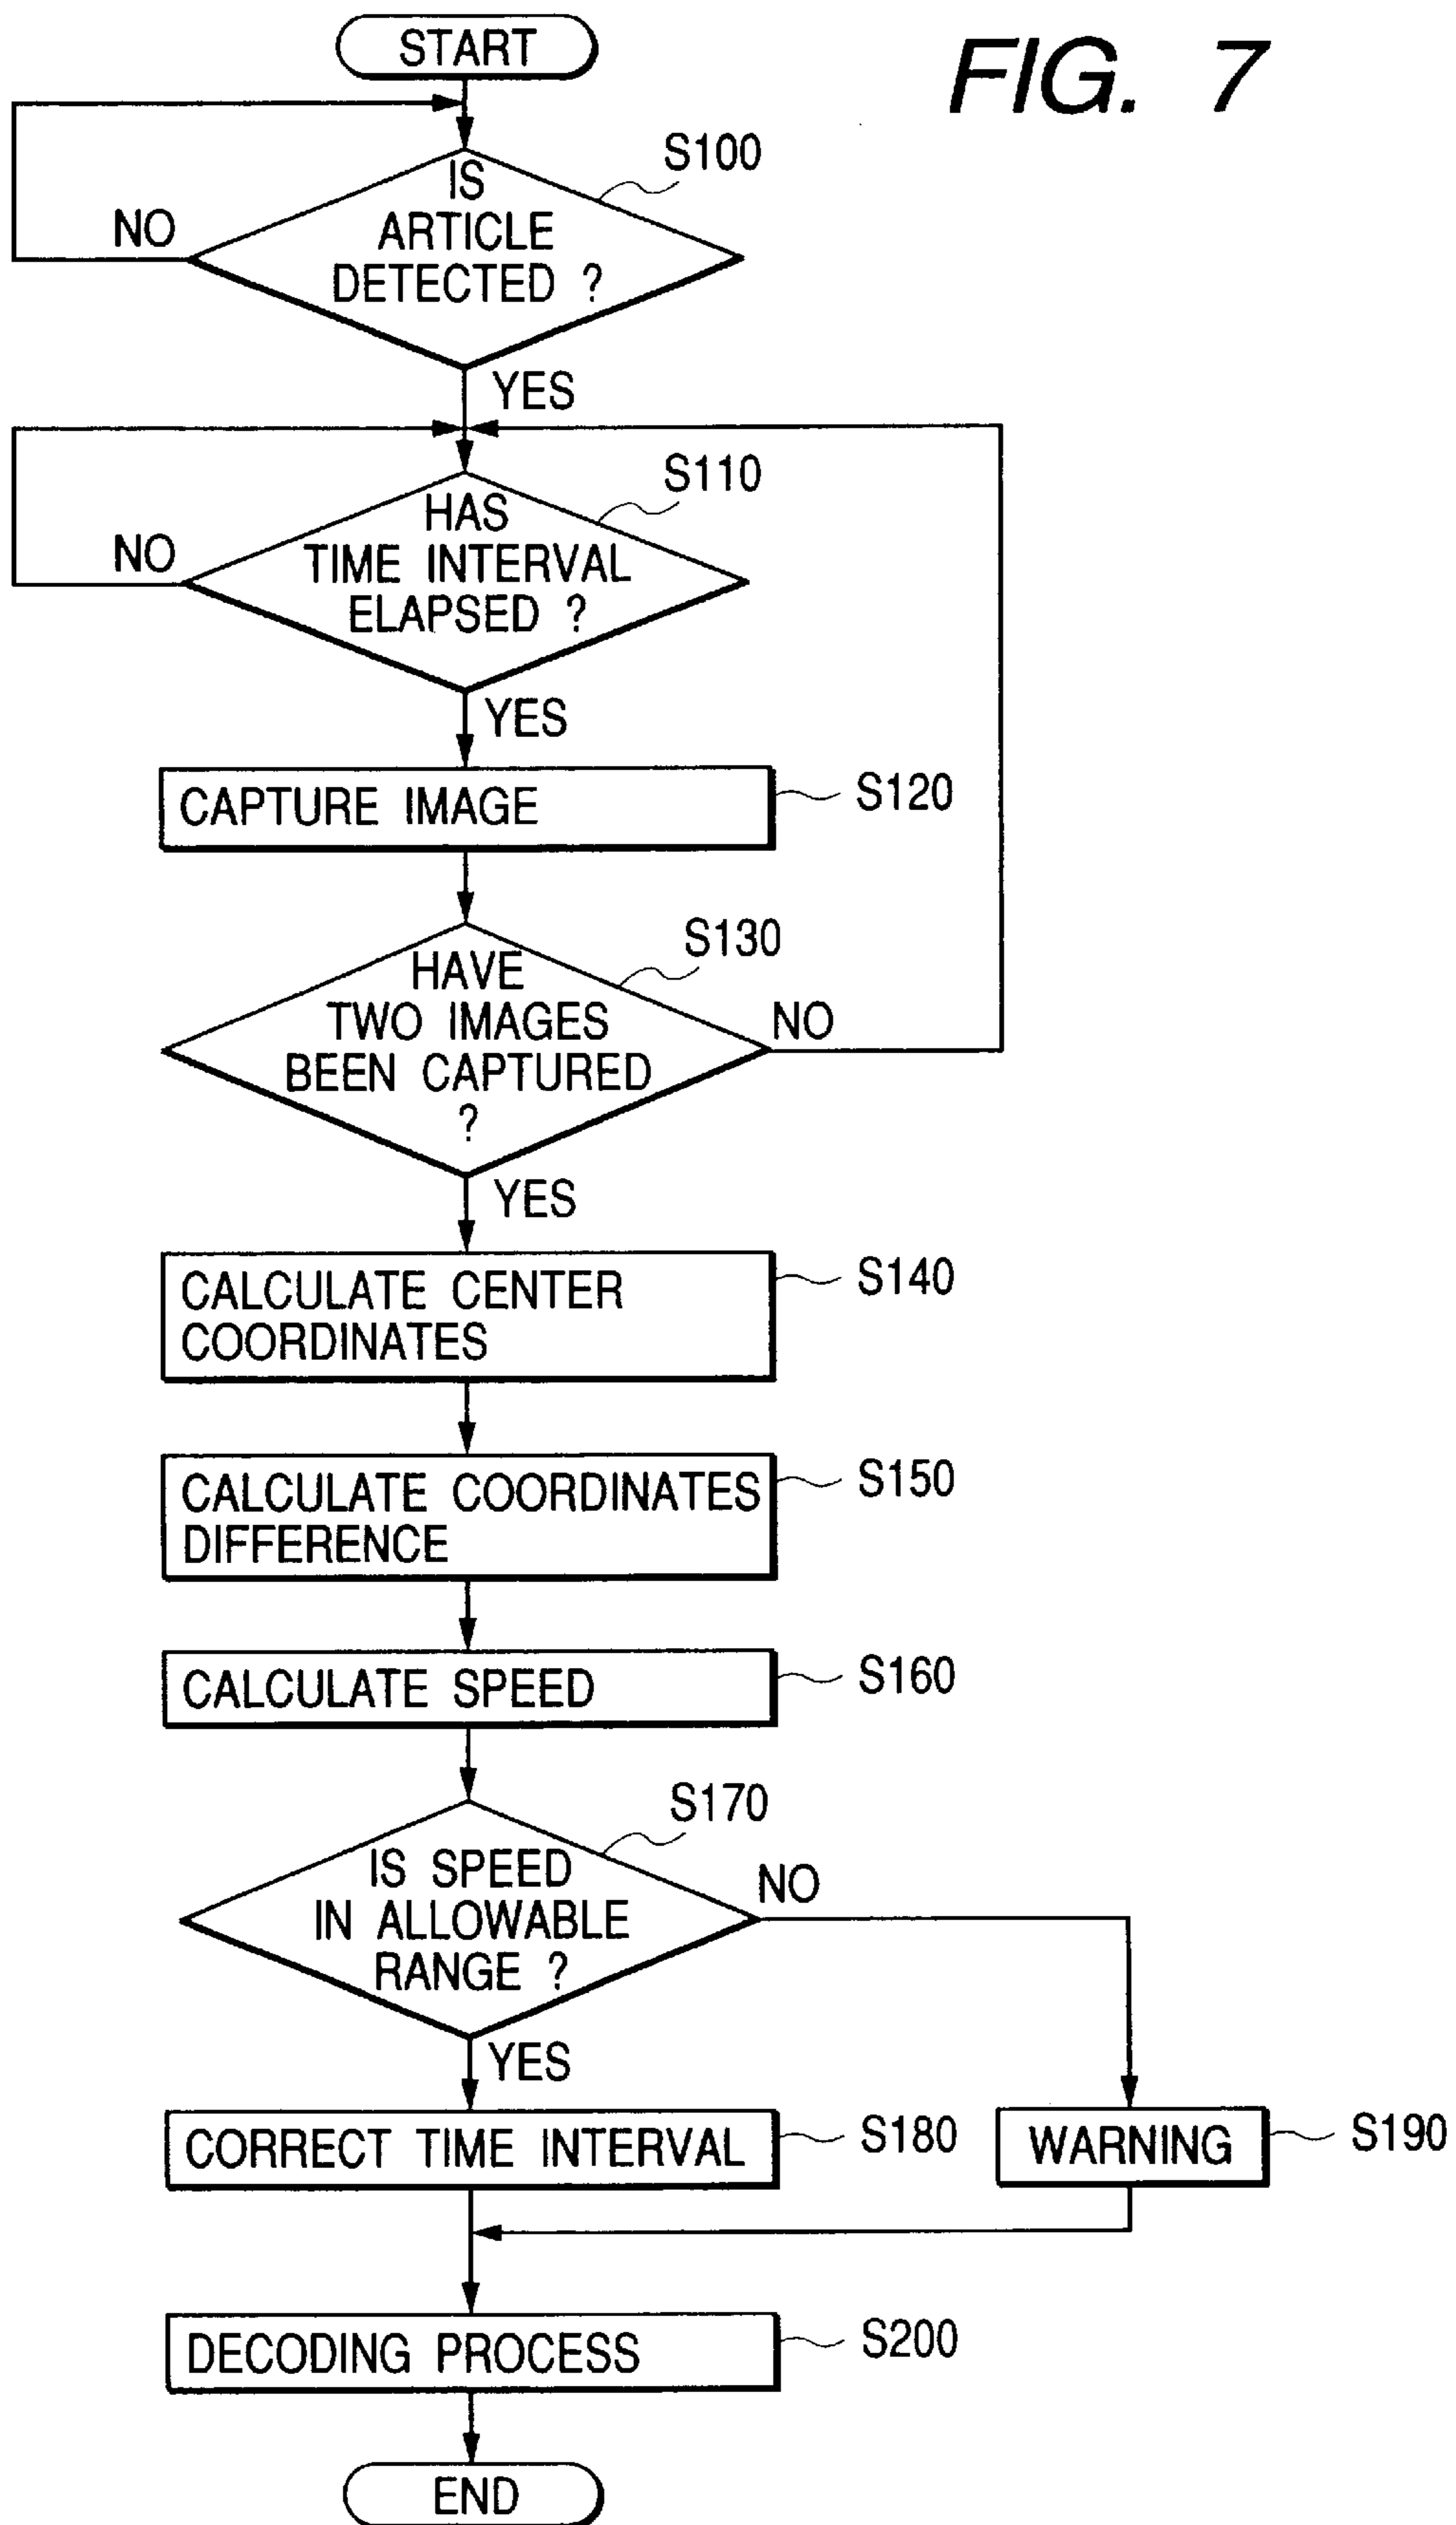 FIG. 7
START
S100
IS
ARTICLE
DETECTED ?
NO
YES
S110
HAS
TIME INTERVAL
ELAPSED ?
NO
YES
CAPTURE IMAGE
S120
S130
HAVE
TWO IMAGES
BEEN CAPTURED
?
NO
YES
CALCULATE CENTER
COORDINATES
S140
CALCULATE COORDINATES
DIFFERENCE
S150
CALCULATE SPEED
S160
S170
IS SPEED
IN ALLOWABLE
RANGE ?
NO
YES
CORRECT TIME INTERVAL
S180
WARNING
S190
DECODING PROCESS
S200
END